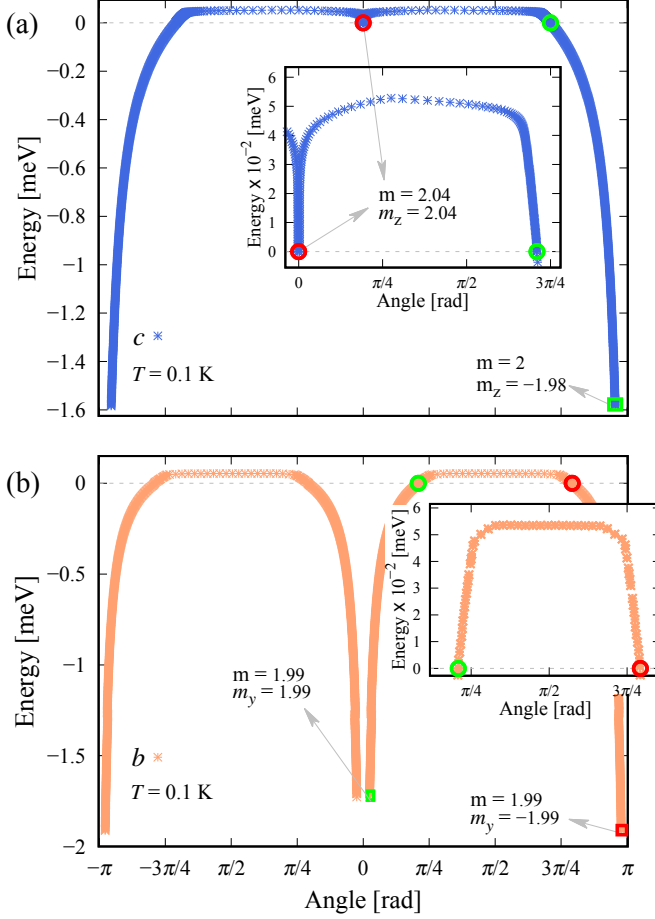 (a)
Energy [meV]
0
−0.2
−0.4
−0.6
−0.8
−1
−1.2
−1.4
−1.6
Energy x 10⁻² [meV]
6
5
4
3
2
1
0
0 π/4 π/2 3π/4
Angle [rad]
m = 2.04
m_z = 2.04
c
T = 0.1 K
m = 2
m_z = −1.98
(b)
Energy [meV]
0
−0.5
−1
−1.5
−2
Energy x 10⁻² [meV]
6
5
4
3
2
1
0
π/4 π/2 3π/4
Angle [rad]
m = 1.99
m_y = 1.99
b
T = 0.1 K
m = 1.99
m_y = −1.99
−π −3π/4 π/2 π/4 0 π/4 π/2 3π/4 π
Angle [rad]